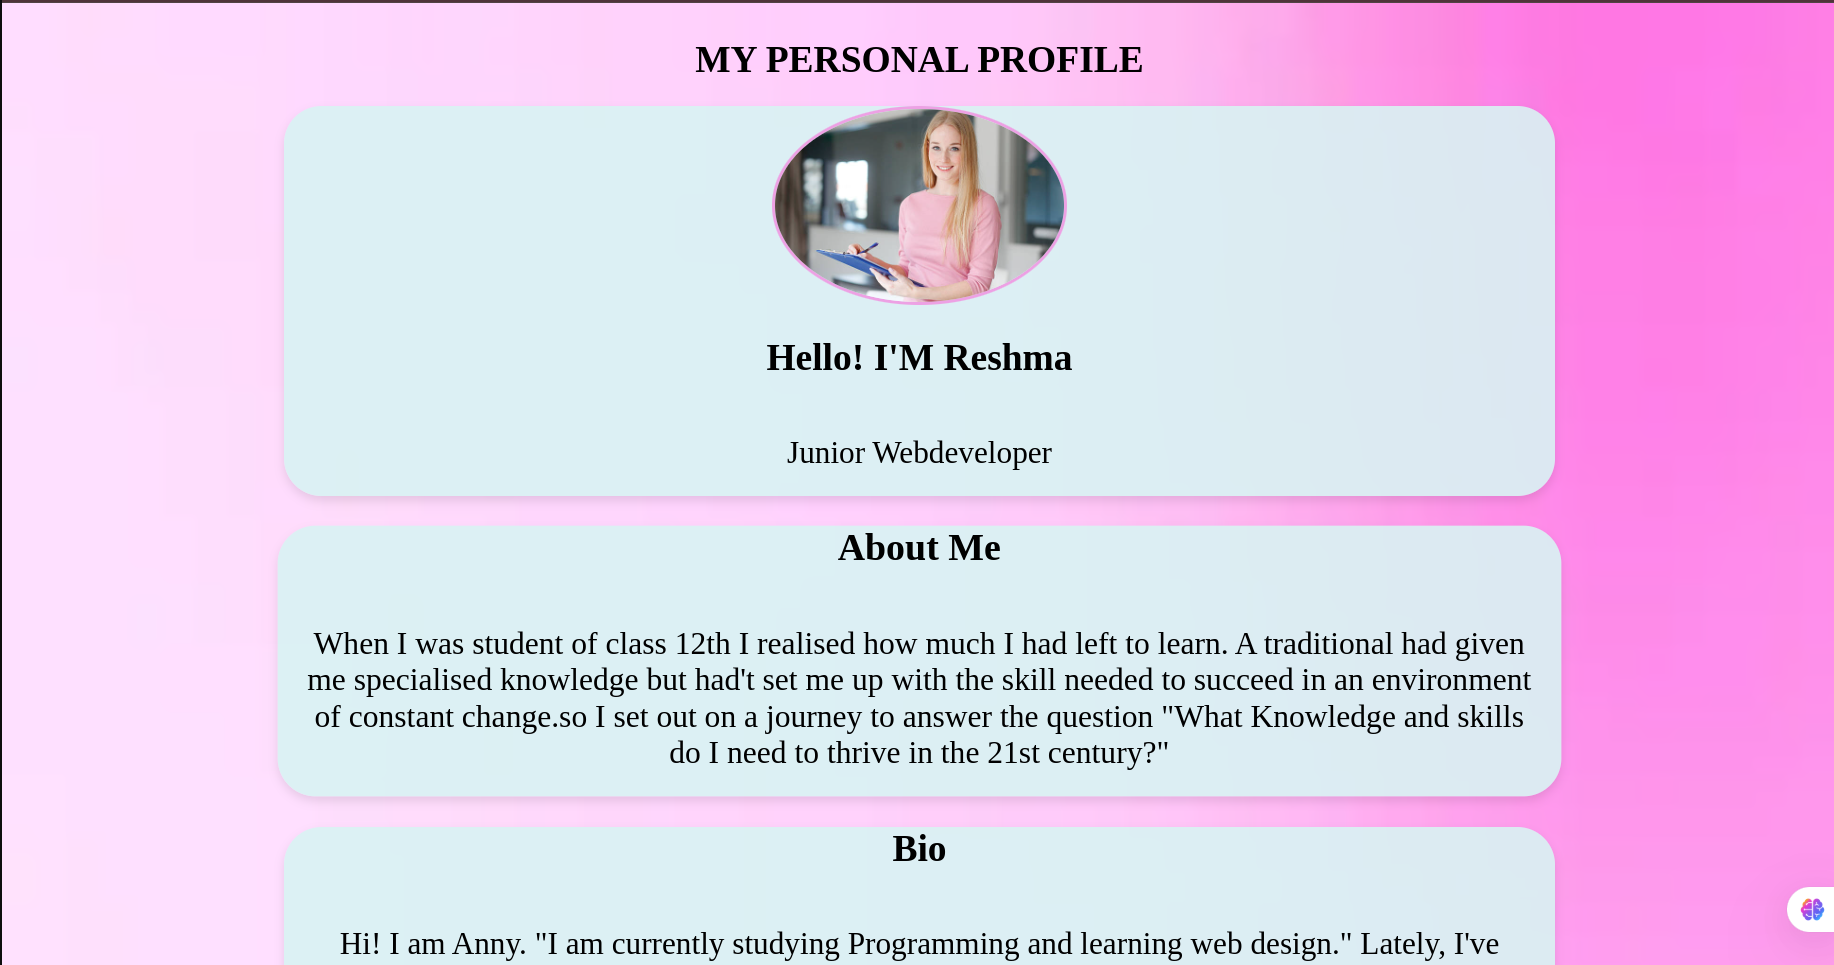 MY PERSONAL PROFILE
Hello! I'M Reshma
Junior Webdeveloper
About Me
When I was student of class 12th I realised how much I had left to learn. A traditional had given
me specialised knowledge but had't set me up with the skill needed to succeed in an environment
of constant change.so I set out on a journey to answer the question "What Knowledge and skills
do I need to thrive in the 21st century?"
Bio
Hi! I am Anny. "I am currently studying Programming and learning web design." Lately, I've